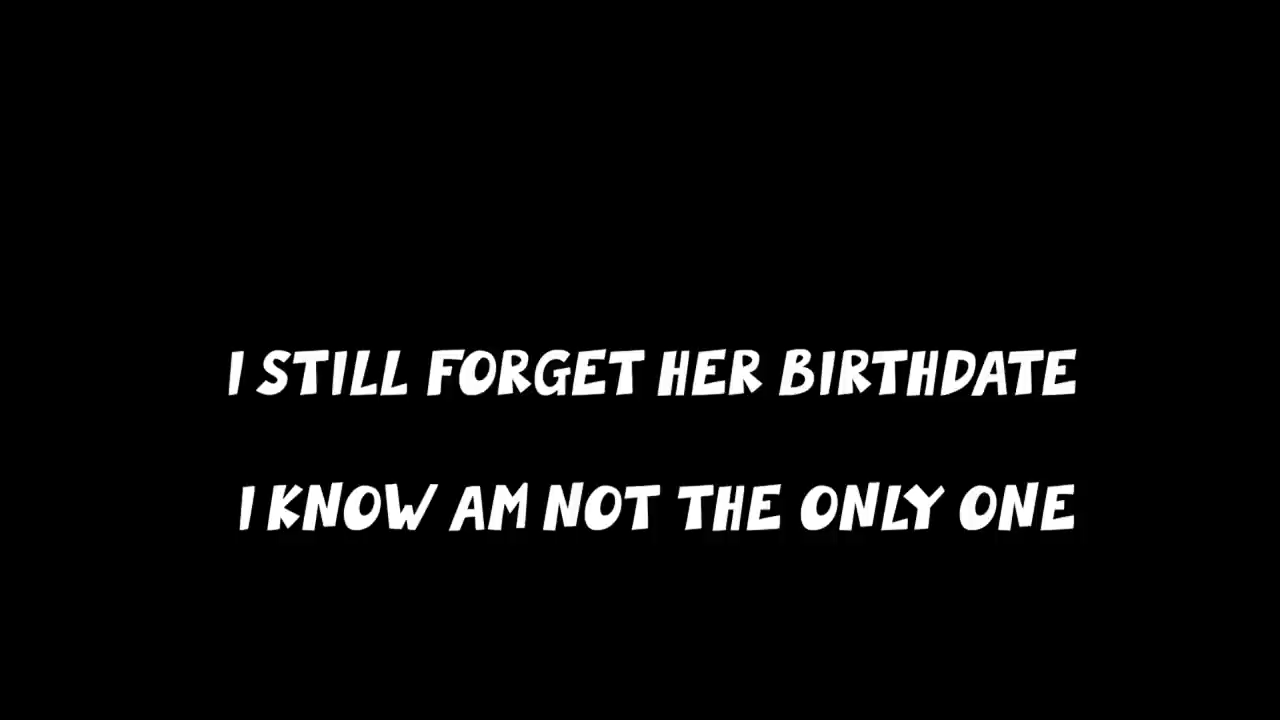 I STILL FORGET HER BIRTHDATE
I KNOW AM NOT THE ONLY ONE